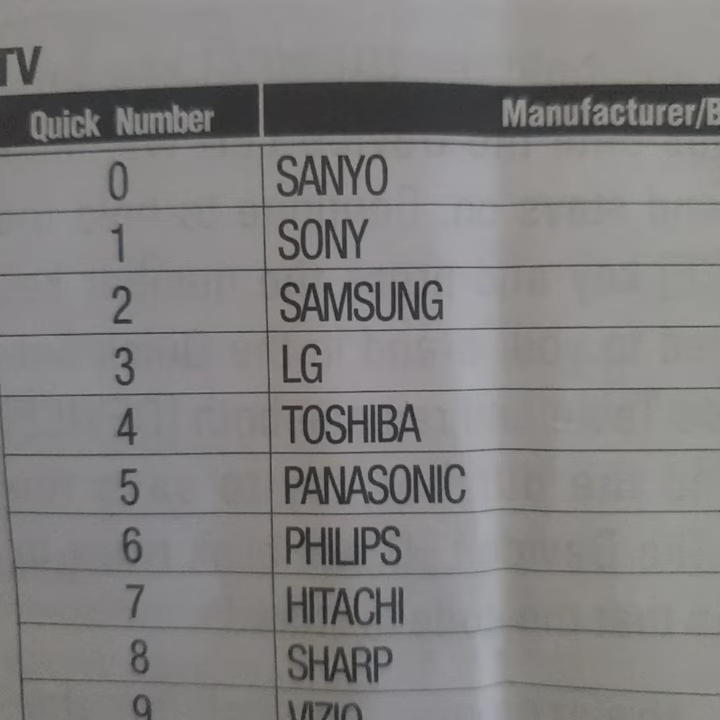 TV
Quick Number Manufacturer/B
0 SANYO
1 SONY
2 SAMSUNG
3 LG
4 TOSHIBA
5 PANASONIC
6 PHILIPS
7 HITACHI
8 SHARP
9 VIZIO